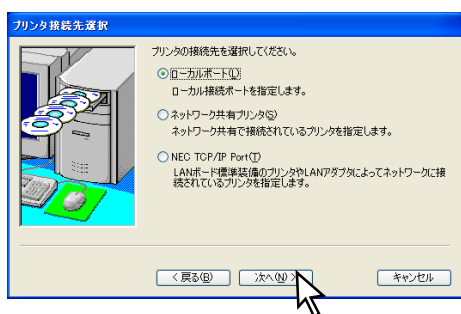 プリンタ接続先選択
プリンタの接続先を選択してください。
ローカルポート(L)
ローカル接続ポートを指定します。
ネットワーク共有プリンタ(S)
ネットワーク共有で接続されているプリンタを指定します。
NEC TCP/IP Port(T)
LANボード標準装備のプリンタやLANアダプタによってネットワークに接
続されているプリンタを指定します。
< 戻る(B)
次へ(N) >
キャンセル